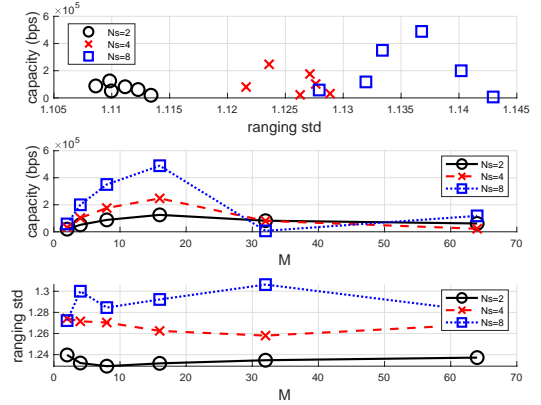 ×10^5
6
4
2
0
capacity (bps)
Ns=2
Ns=4
Ns=8
1.105 1.11 1.115 1.12 1.125 1.13 1.135 1.14 1.145
ranging std
×10^5
6
4
2
0
capacity (bps)
Ns=2
Ns=4
Ns=8
0 10 20 30 40 50 60 70
M
1.3
1.28
1.26
1.24
ranging std
Ns=2
Ns=4
Ns=8
0 10 20 30 40 50 60 70
M